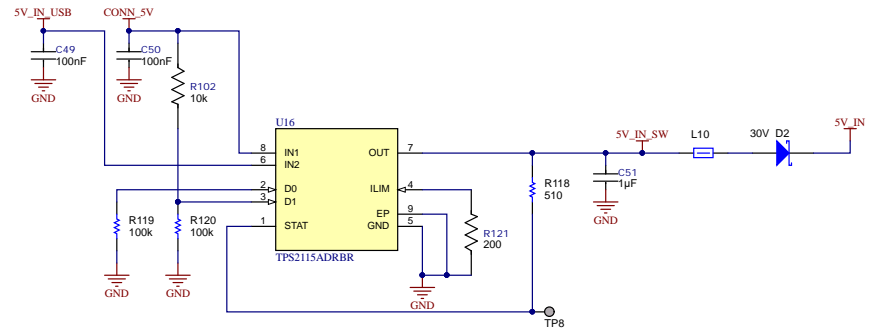 5V_IN_USB
CONN_5V
C49
100nF
GND
C50
100nF
GND
R102
10k
U16
8 IN1
6 IN2
2 D0
3 D1
1 STAT
OUT 7
ILIM 4
EP 9
GND 5
TPS2115ADRBR
R119
100k
GND
R120
100k
GND
R121
200
GND
R118
510
TP8
5V_IN_SW
C51
1µF
GND
L10
30V D2
5V_IN